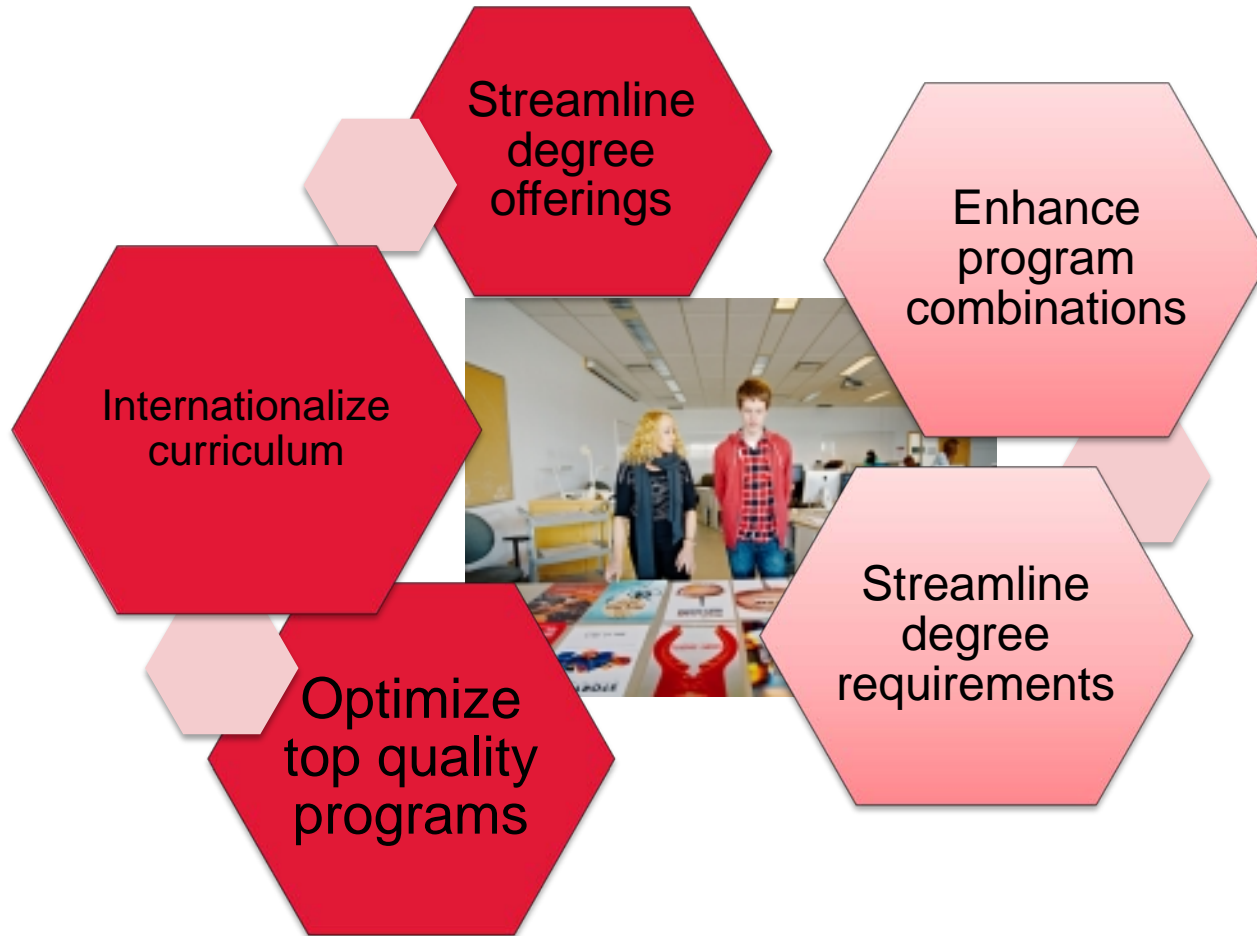 Streamline
degree
offerings
Enhance
program
combinations
Internationalize
curriculum
Streamline
degree
requirements
Optimize
top quality
programs